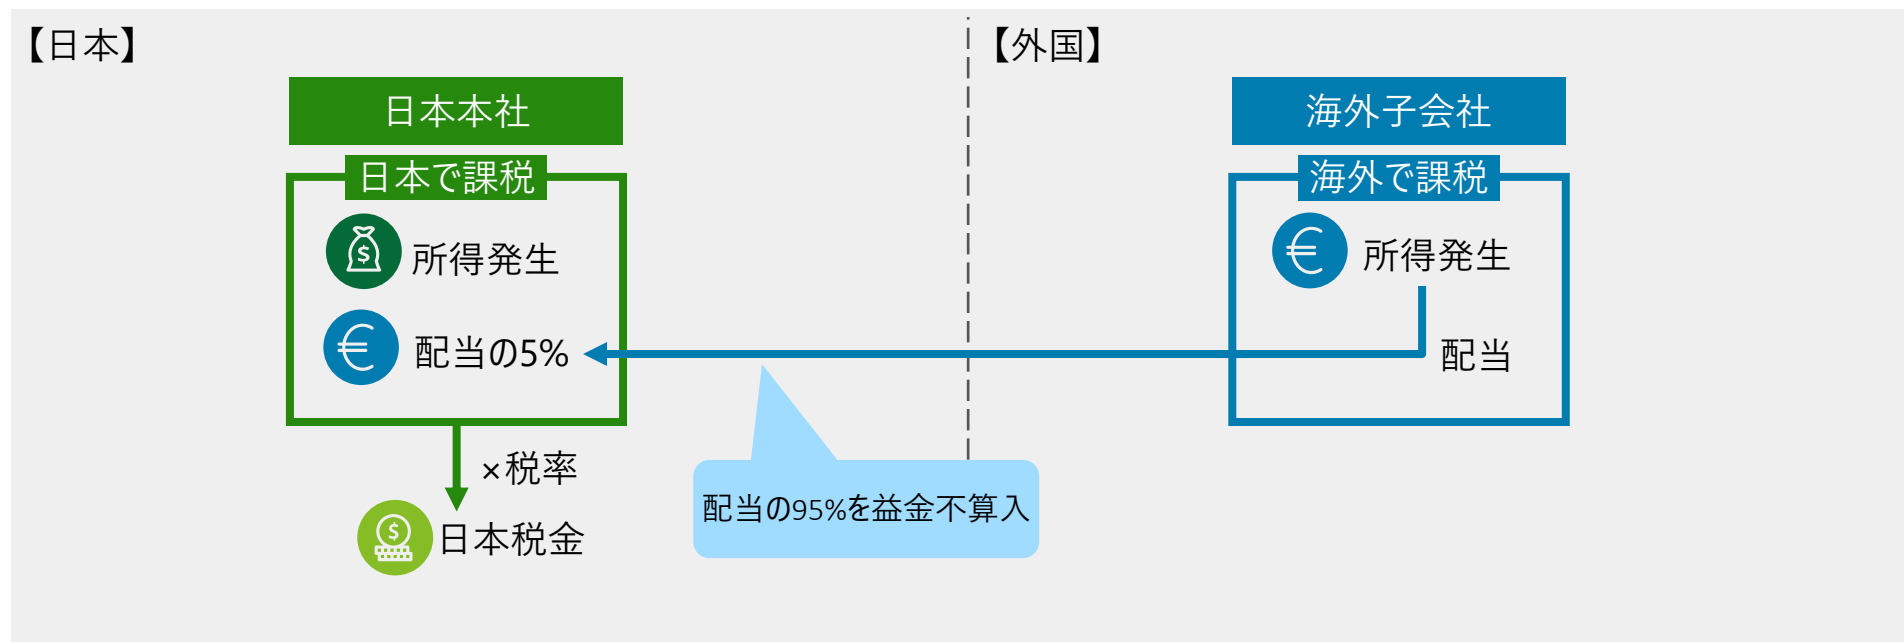 【日本】
【外国】
日本本社
海外子会社
日本で課税
海外で課税
$
所得発生
€
所得発生
€
配当の5%
配当
×税率
配当の95%を益金不算入
$
日本税金